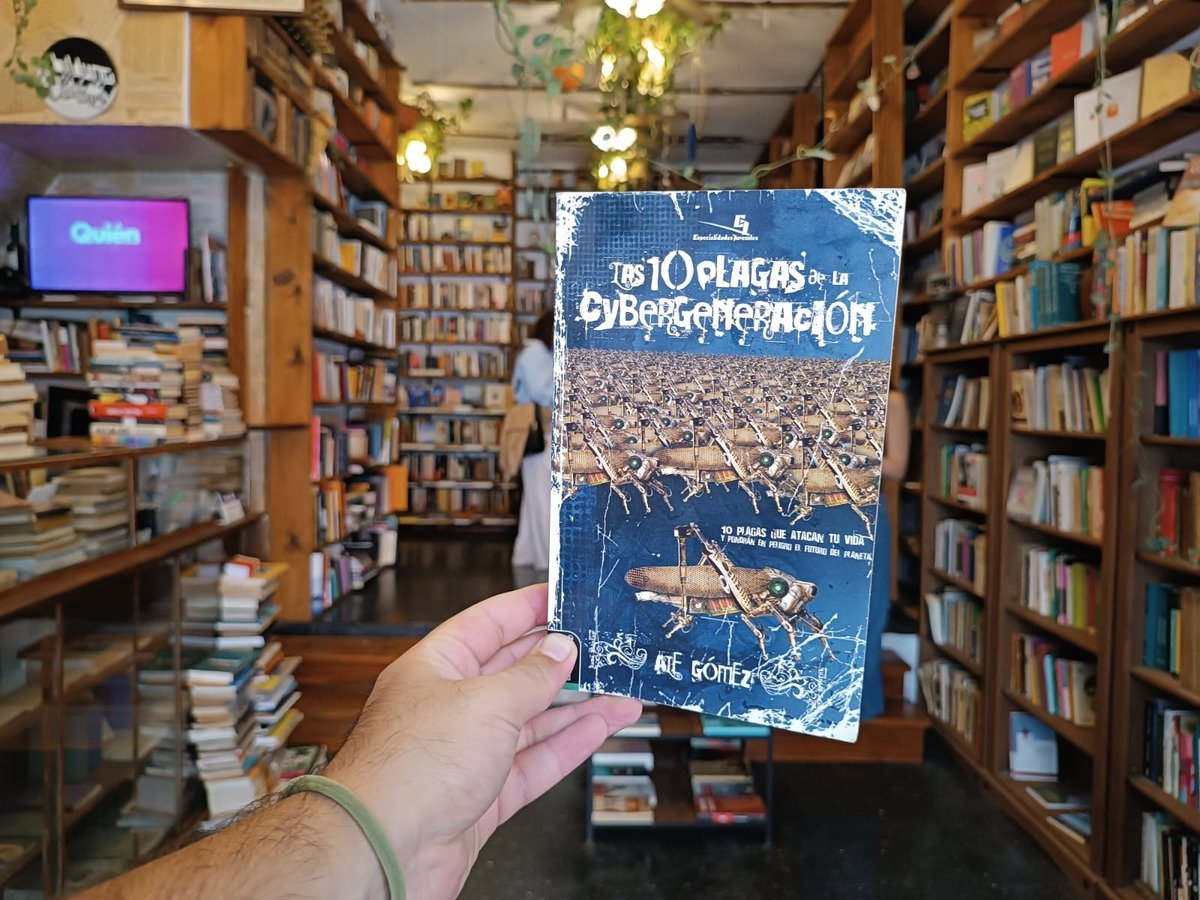 Quién
Especialidades Juveniles
Las 10 PLAGAS de LA
CyBeRGeNeRACIÓN
10 PLAGAS QUE ATACAN TU VIDA
Y PONDRÁN EN PELIGRO EL FUTURO DEL PLANETA
ALE GÓMEZ